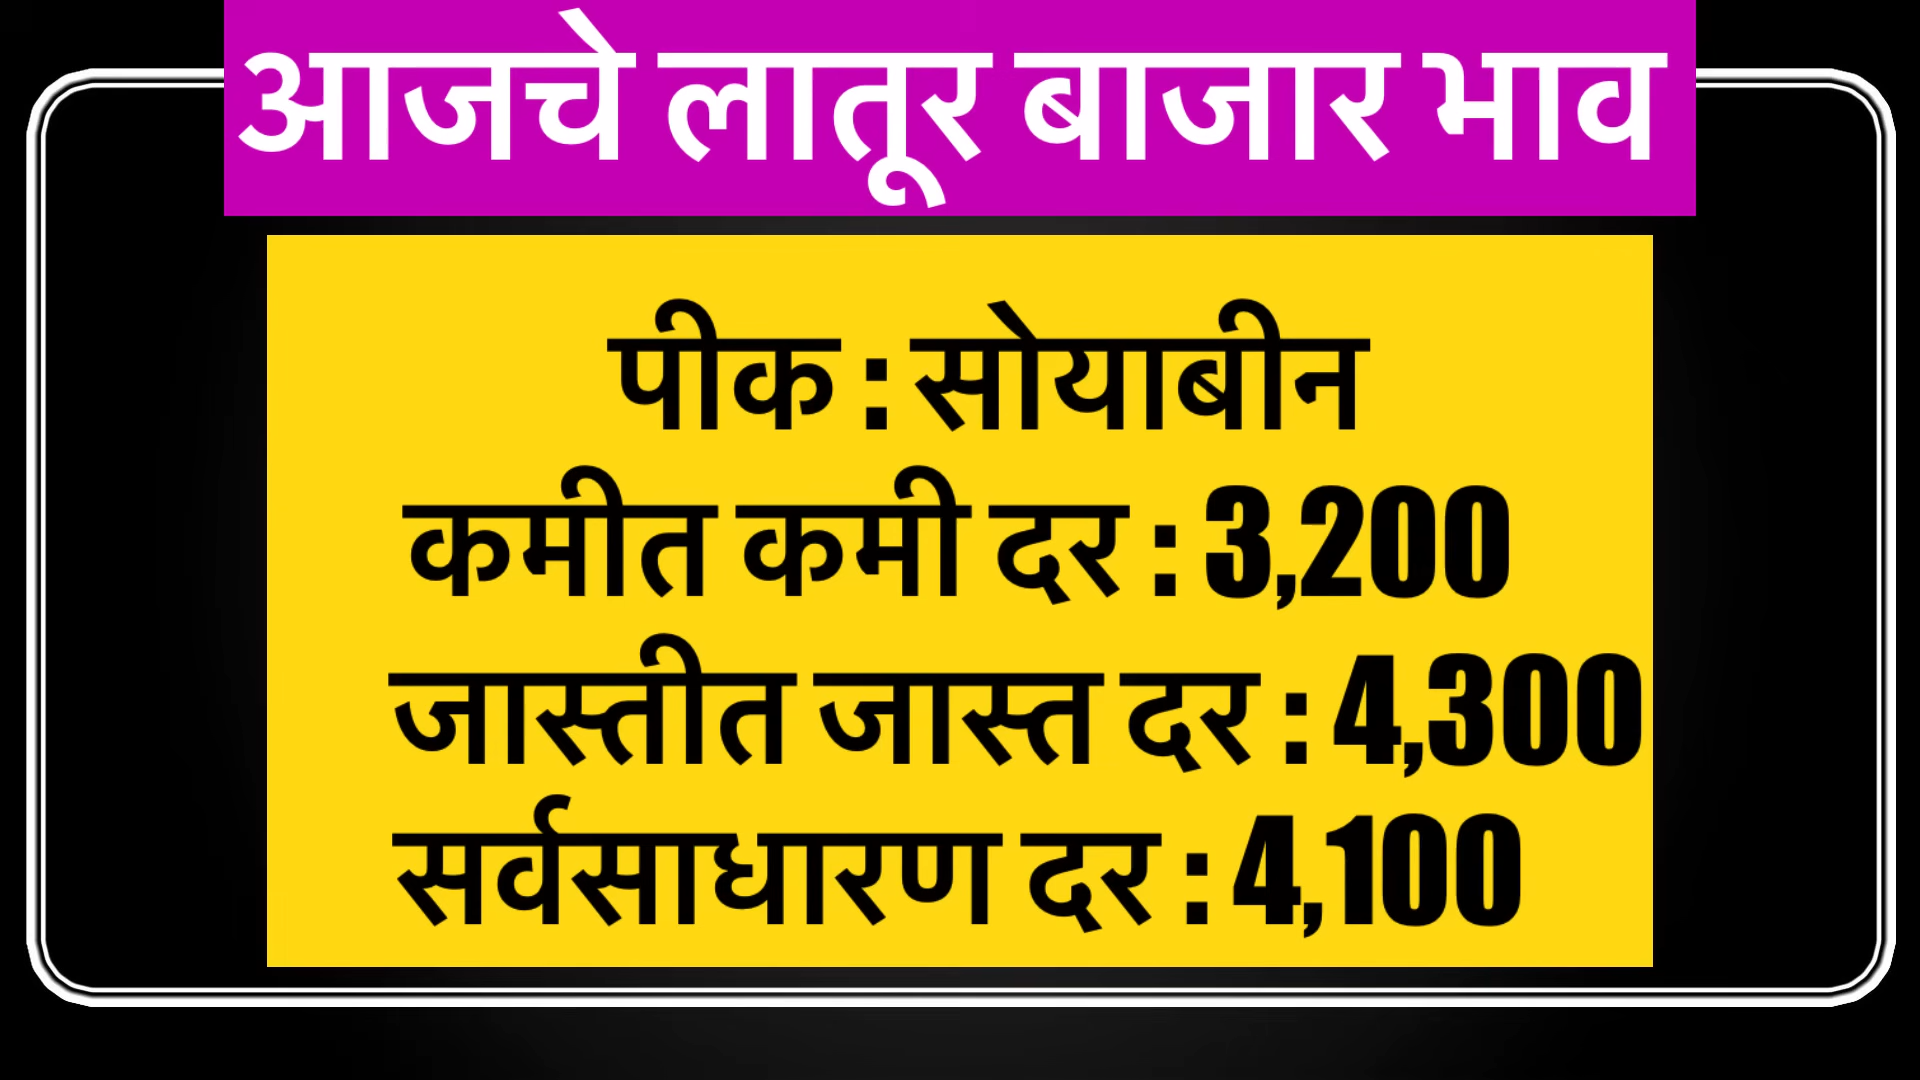 आजचे लातूर बाजार भाव
पीक : सोयाबीन
कमीत कमी दर : 3,200
जास्तीत जास्त दर : 4,300
सर्वसाधारण दर : 4,100